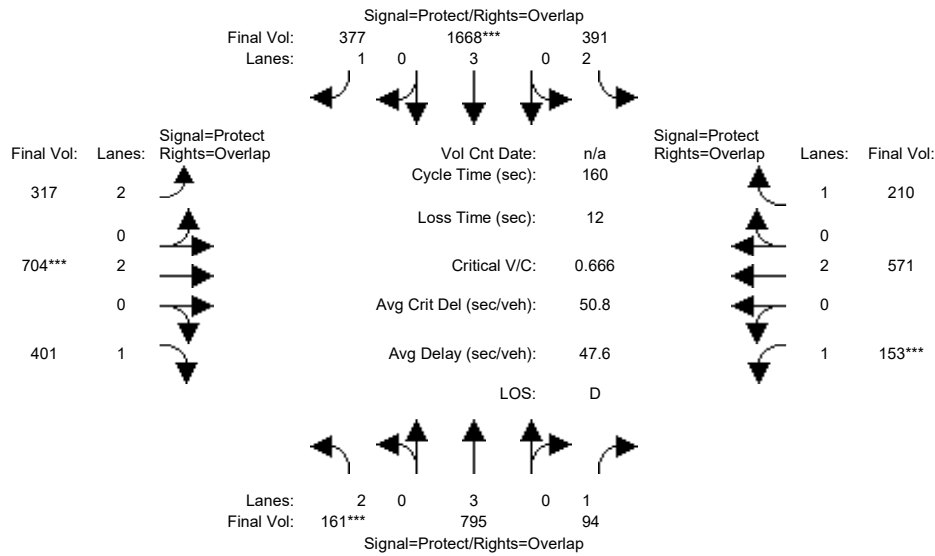 Signal=Protect/Rights=Overlap
Final Vol: 377 1668*** 391
Lanes: 1 0 3 0 2
Signal=Protect
Final Vol: Lanes: Rights=Overlap
Vol Cnt Date: n/a
Signal=Protect
Rights=Overlap Lanes: Final Vol:
Cycle Time (sec): 160
317 2
1 210
Loss Time (sec): 12
0
0
704*** 2
Critical V/C: 0.666
2 571
0
Avg Crit Del (sec/veh): 50.8
0
401 1
Avg Delay (sec/veh): 47.6
1 153***
LOS: D
Lanes: 2 0 3 0 1
Final Vol: 161*** 795 94
Signal=Protect/Rights=Overlap